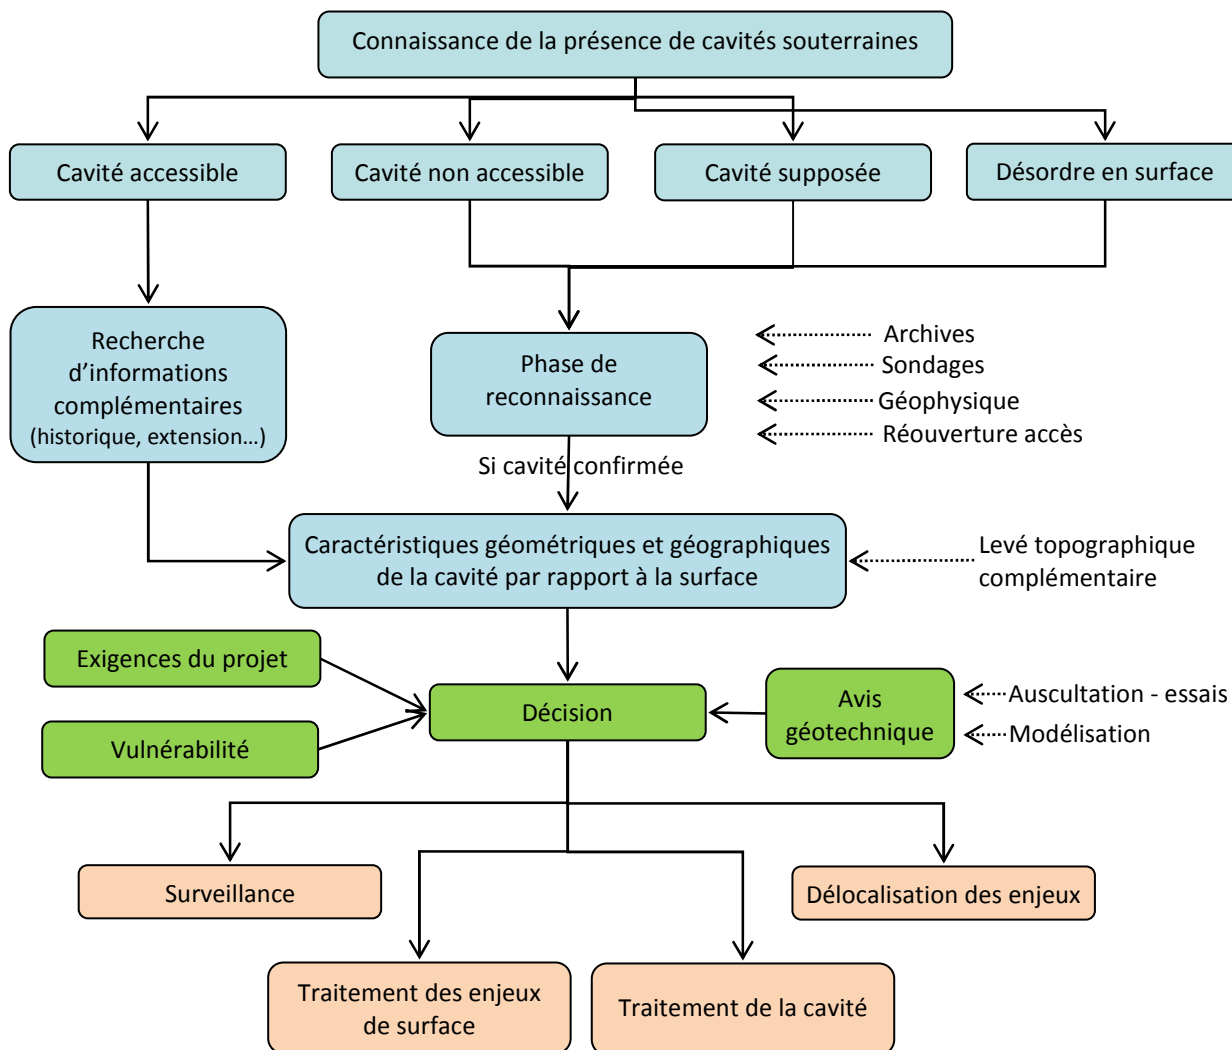 Connaissance de la présence de cavités souterraines
Cavité accessible
Cavité non accessible
Cavité supposée
Désordre en surface
Recherche
d’informations
complémentaires
(historique, extension…)
Phase de
reconnaissance
Archives
Sondages
Géophysique
Réouverture accès
Si cavité confirmée
Caractéristiques géométriques et géographiques
de la cavité par rapport à la surface
Levé topographique
complémentaire
Exigences du projet
Vulnérabilité
Décision
Avis
géotechnique
Auscultation - essais
Modélisation
Surveillance
Délocalisation des enjeux
Traitement des enjeux
de surface
Traitement de la cavité